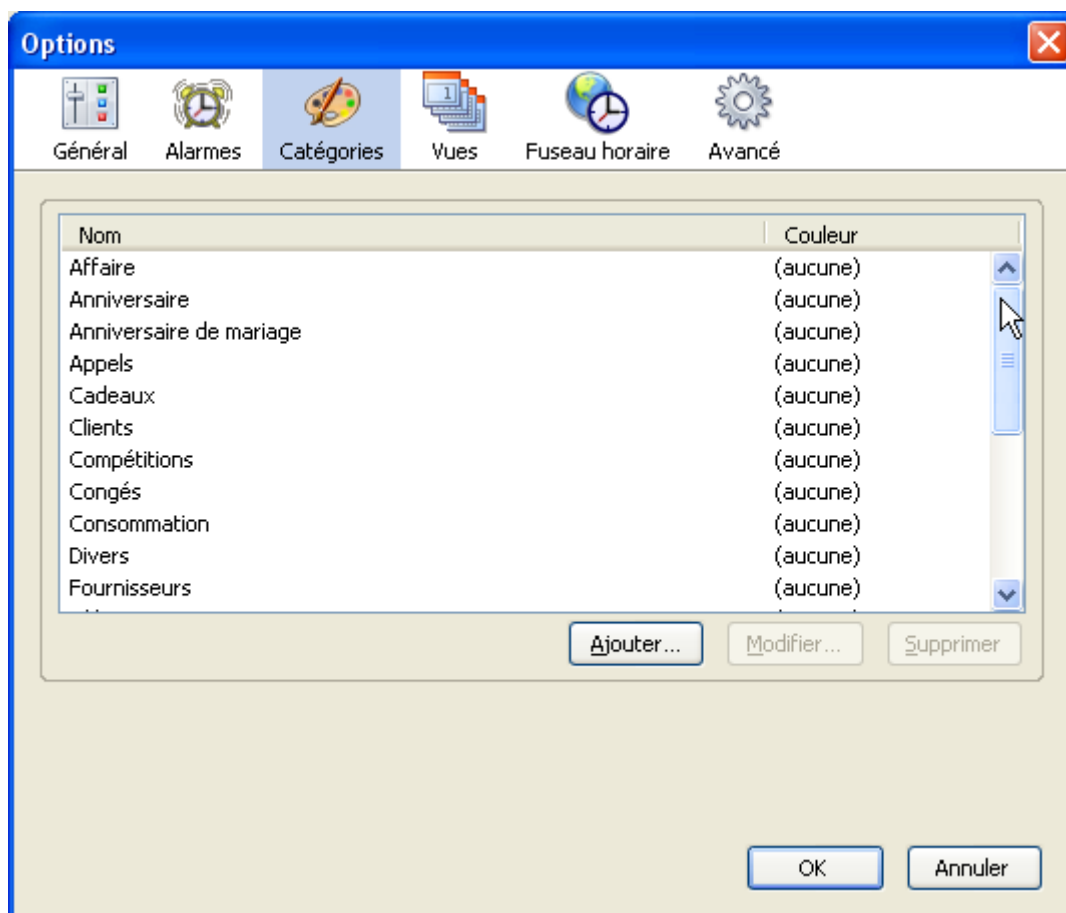 Options
Général Alarmes Catégories Vues Fuseau horaire Avancé
Nom Couleur
Affaire (aucune)
Anniversaire (aucune)
Anniversaire de mariage (aucune)
Appels (aucune)
Cadeaux (aucune)
Clients (aucune)
Compétitions (aucune)
Congés (aucune)
Consommation (aucune)
Divers (aucune)
Fournisseurs (aucune)
Ajouter... Modifier... Supprimer
OK Annuler